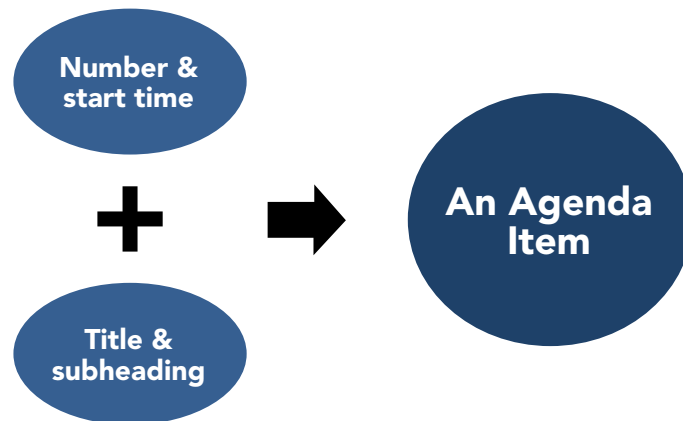 Number &
start time
Title &
subheading
An Agenda
Item